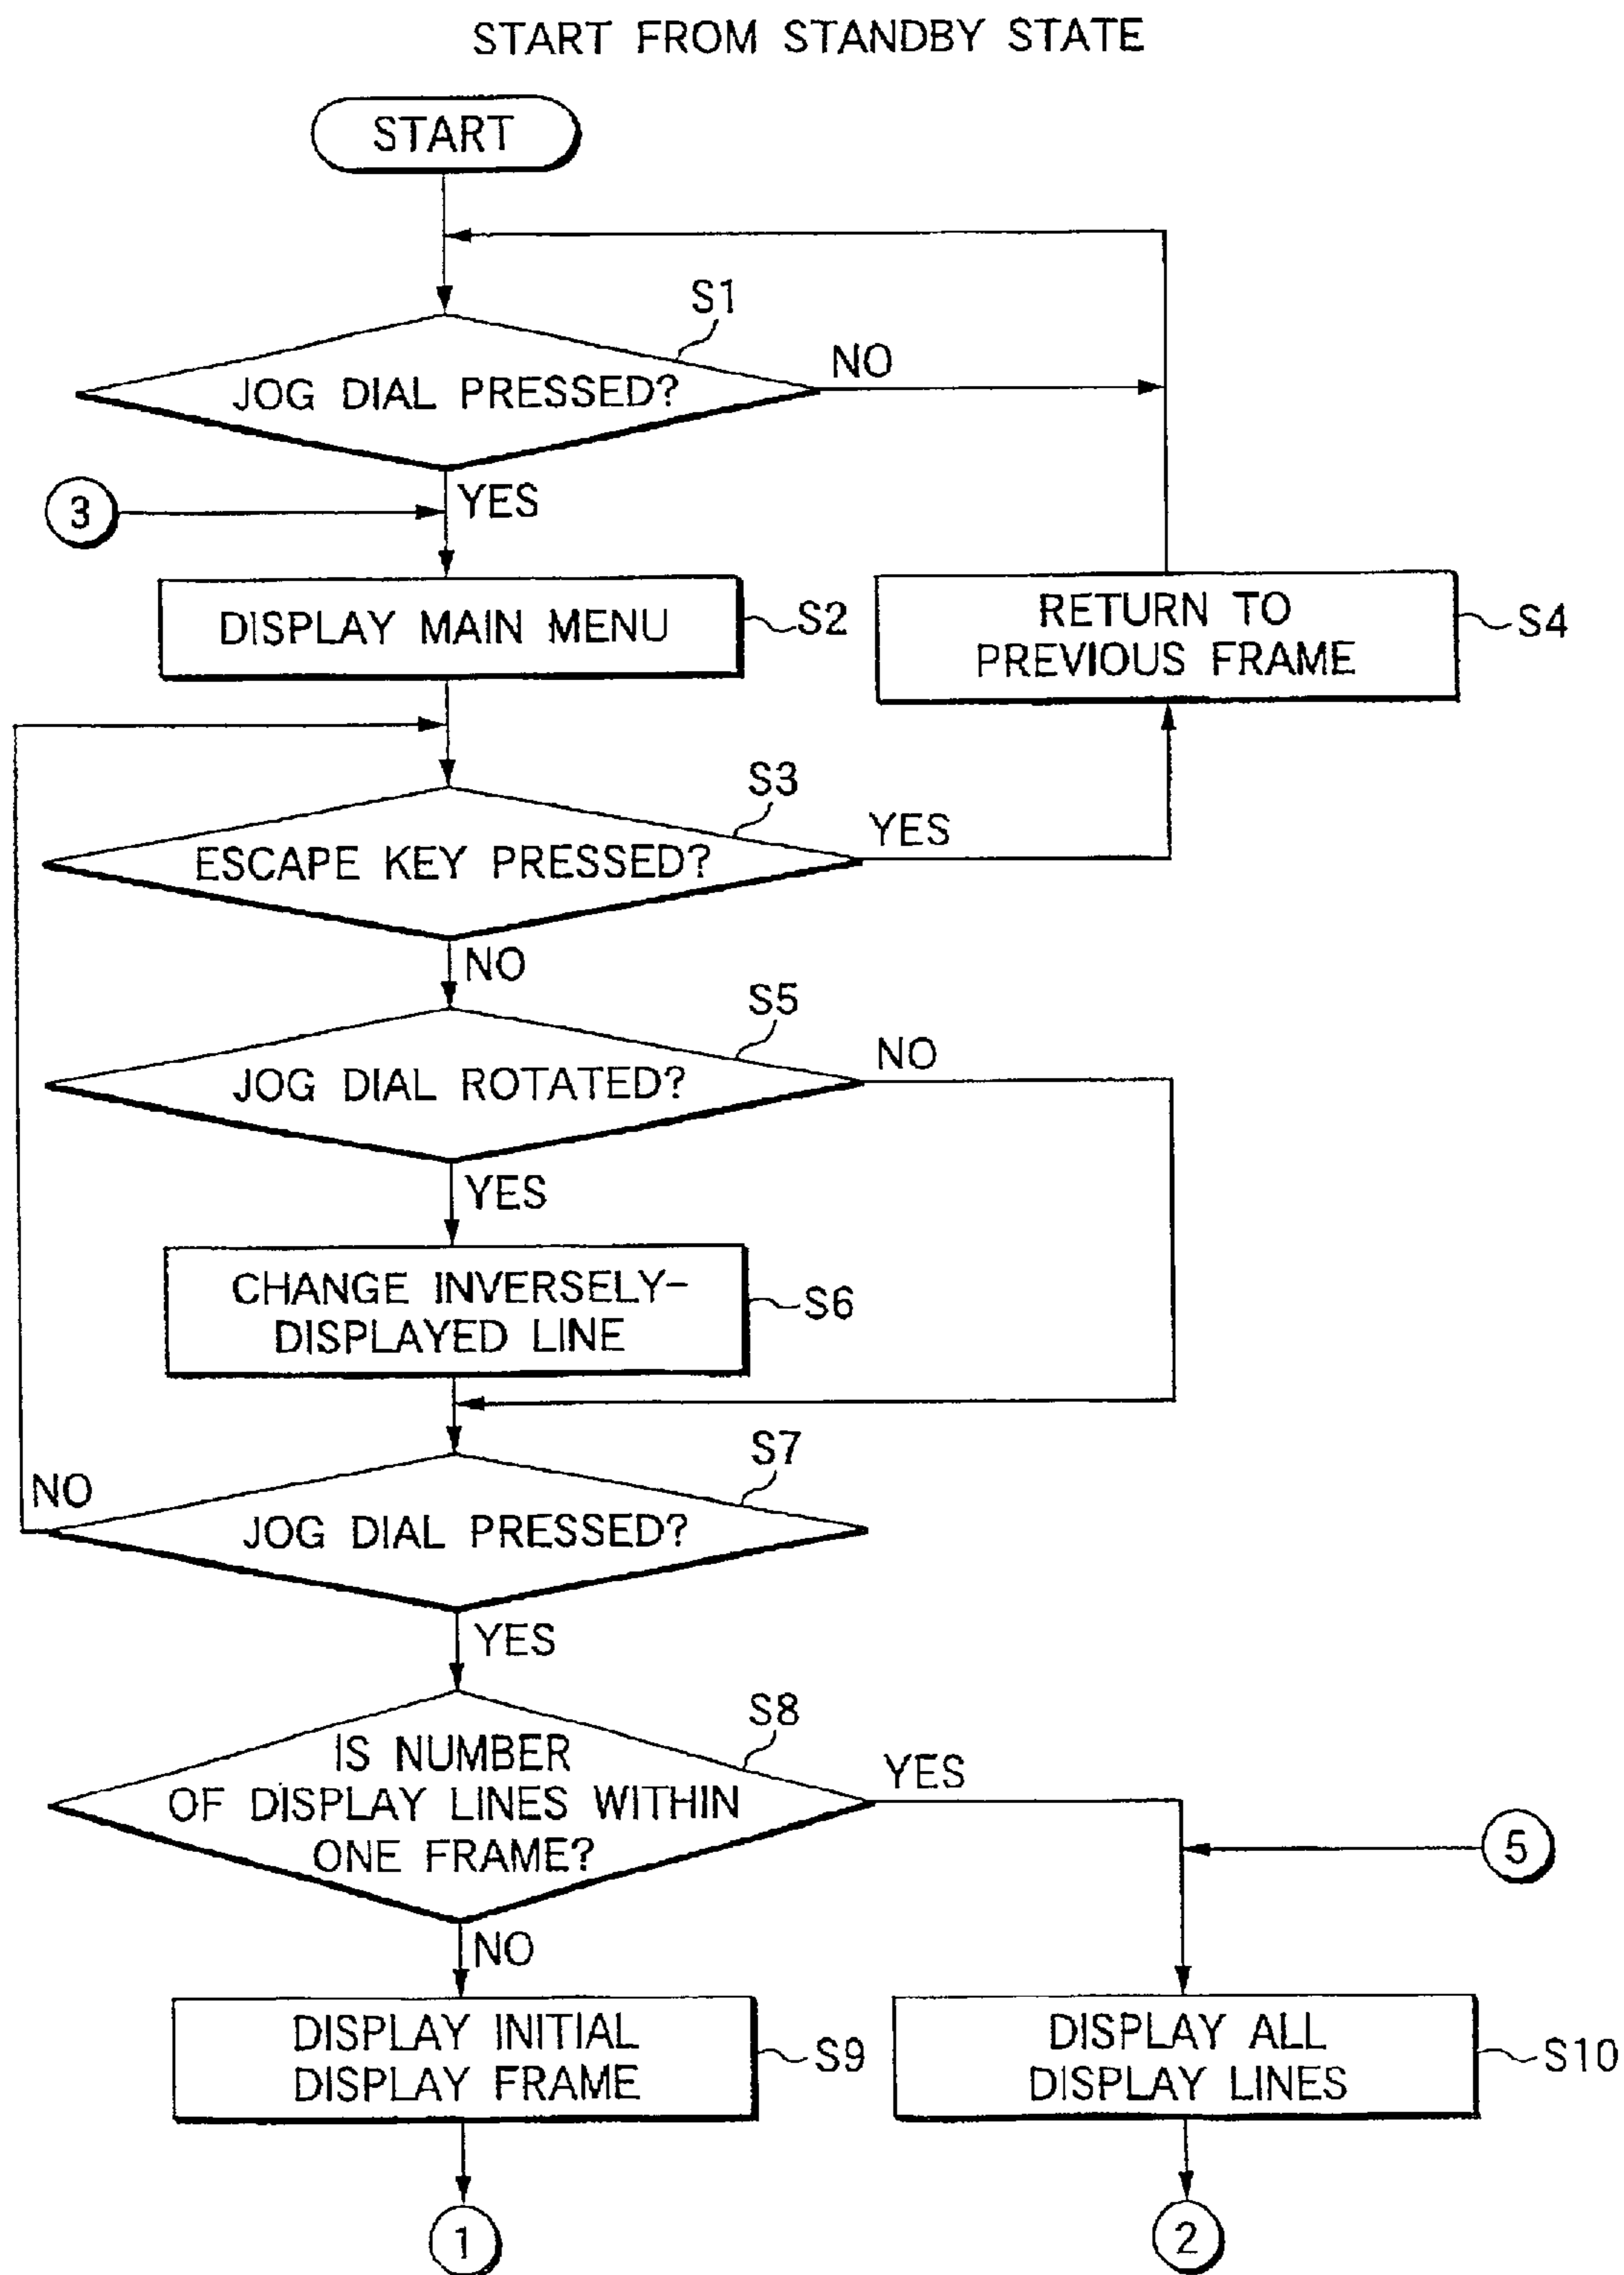 START FROM STANDBY STATE
START
S1
JOG DIAL PRESSED?
NO
3
YES
DISPLAY MAIN MENU
S2
RETURN TO
PREVIOUS FRAME
S4
S3
ESCAPE KEY PRESSED?
YES
NO
S5
JOG DIAL ROTATED?
NO
YES
CHANGE INVERSELY-
DISPLAYED LINE
S6
S7
NO
JOG DIAL PRESSED?
YES
S8
IS NUMBER
OF DISPLAY LINES WITHIN
ONE FRAME?
YES
5
NO
DISPLAY INITIAL
DISPLAY FRAME
S9
DISPLAY ALL
DISPLAY LINES
S10
1
2